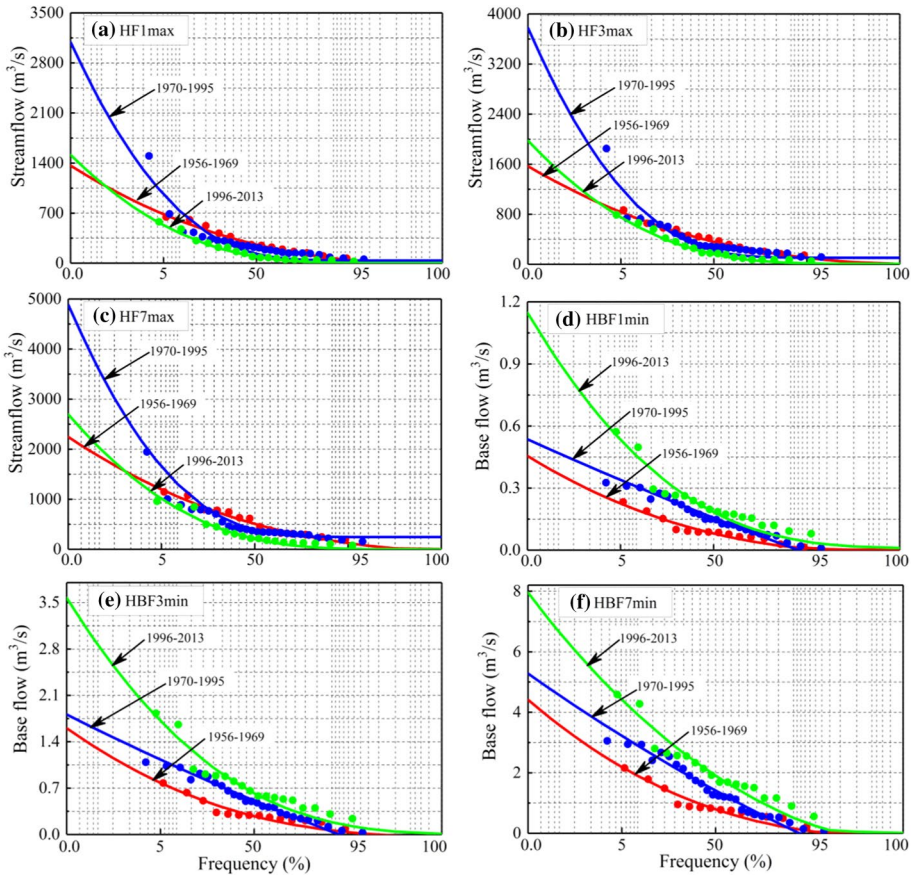 (a) HF1max
Streamflow (m³/s)
3500
2800
2100
1400
700
0
1970-1995
1956-1969
1996-2013
0.0 5 50 95 100
(b) HF3max
Streamflow (m³/s)
4000
3200
2400
1600
800
0
1970-1995
1956-1969
1996-2013
0.0 5 50 95 100
(c) HF7max
Streamflow (m³/s)
5000
4000
3000
2000
1000
0
1970-1995
1956-1969
1996-2013
0.0 5 50 95 100
(d) HBF1min
Base flow (m³/s)
1.2
0.9
0.6
0.3
0.0
1996-2013
1970-1995
1956-1969
0.0 5 50 95 100
(e) HBF3min
Base flow (m³/s)
3.5
2.8
2.1
1.4
0.7
0.0
1996-2013
1970-1995
1956-1969
0.0 5 50 95 100
Frequency (%)
(f) HBF7min
Base flow (m³/s)
8
6
4
2
0
1996-2013
1970-1995
1956-1969
0.0 5 50 95 100
Frequency (%)